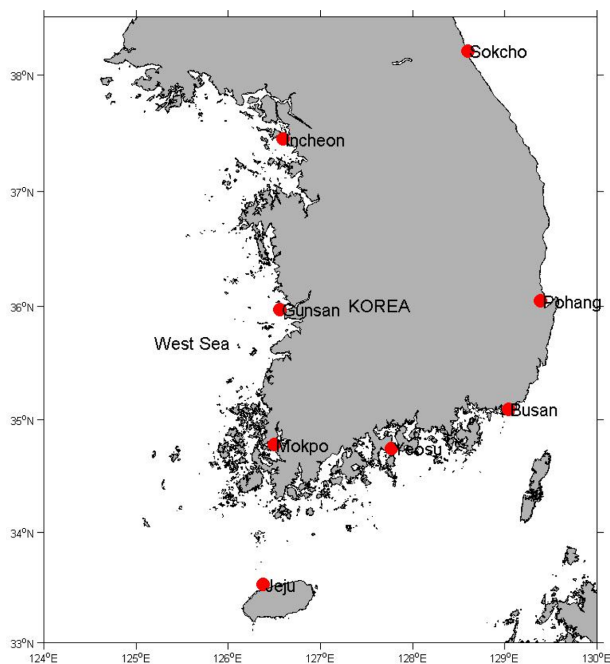 Sokcho
38°N
Incheon
37°N
Pohang
36°N
Gunsan
KOREA
West Sea
Busan
35°N
Mokpo
Yeosu
34°N
Jeju
33°N
124°E
125°E
126°E
127°E
128°E
129°E
130°E